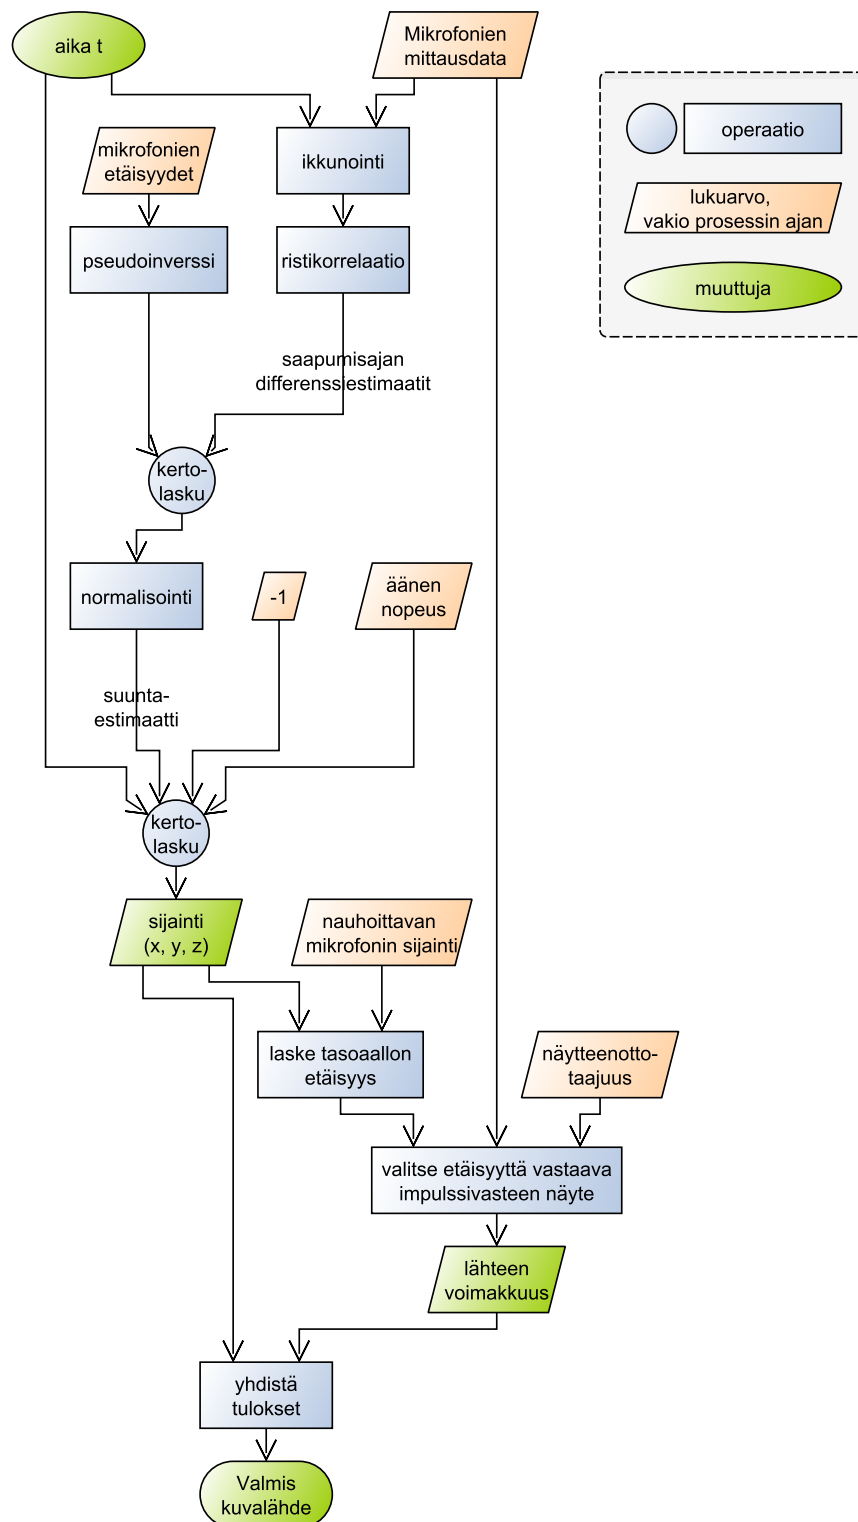 aika t
Mikrofonien
mittausdata
operaatio
lukuarvo,
vakio prosessin ajan
muuttuja
mikrofonien
etäisyydet
ikkunointi
pseudoinverssi
ristikorrelaatio
saapumisajan
differenssiestimaatit
kerto-
lasku
normalisointi
-1
äänen
nopeus
suunta-
estimaatti
kerto-
lasku
sijainti
(x, y, z)
nauhoittavan
mikrofonin sijainti
laske tasoaallon
etäisyys
näytteenotto-
taajuus
valitse etäisyyttä vastaava
impulssivasteen näyte
lähteen
voimakkuus
yhdistä
tulokset
Valmis
kuvalähde